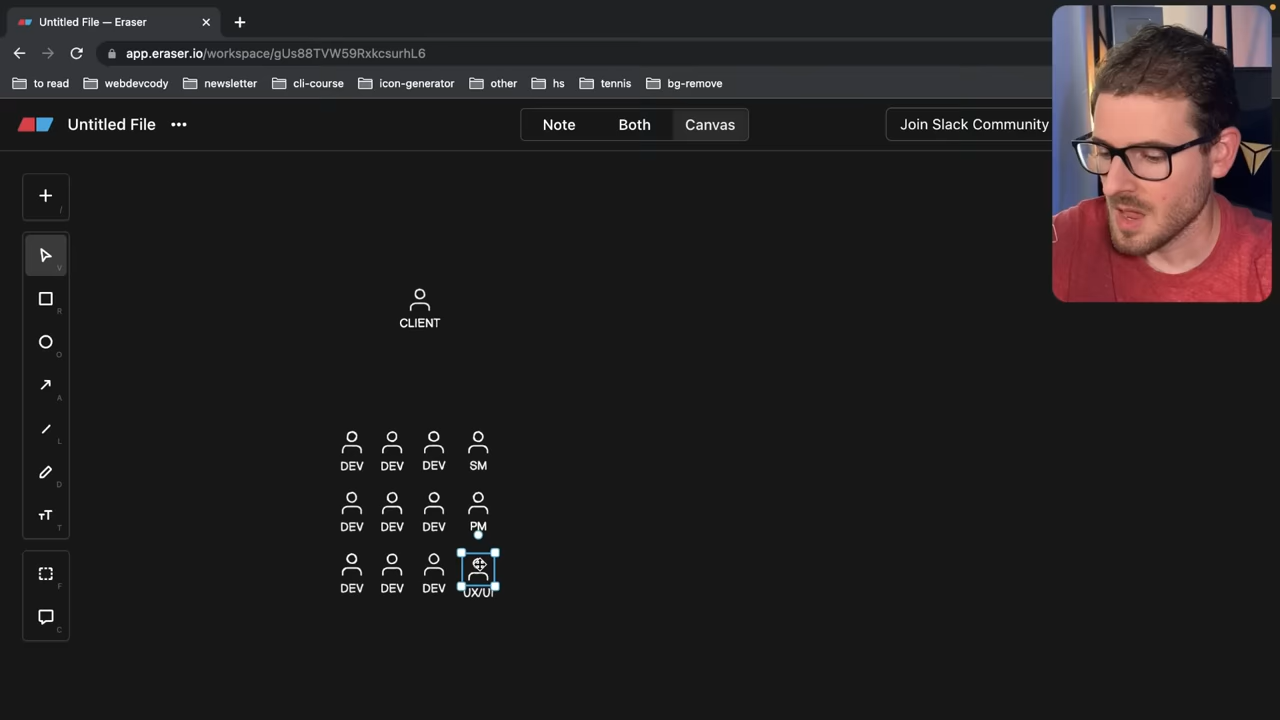 Untitled File — Eraser
app.eraser.io/workspace/gUs88TVW59RxkcsurhL6
to read
webdevcody
newsletter
cli-course
icon-generator
other
hs
tennis
bg-remove
Untitled File
Note
Both
Canvas
Join Slack Community
/
V
R
O
A
L
D
T
F
C
CLIENT
DEV DEV DEV SM
DEV DEV DEV PM
DEV DEV DEV UX/UI